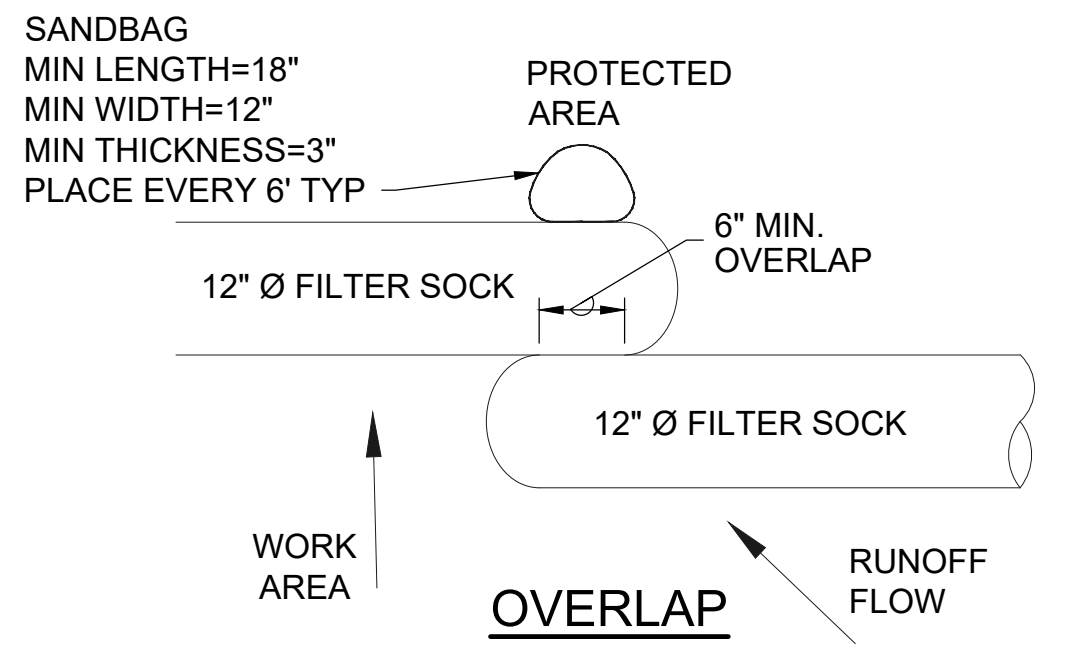 SANDBAG
MIN LENGTH=18"
MIN WIDTH=12"
MIN THICKNESS=3"
PLACE EVERY 6' TYP
PROTECTED
AREA
6" MIN.
OVERLAP
12" Ø FILTER SOCK
12" Ø FILTER SOCK
WORK
AREA
RUNOFF
FLOW
OVERLAP